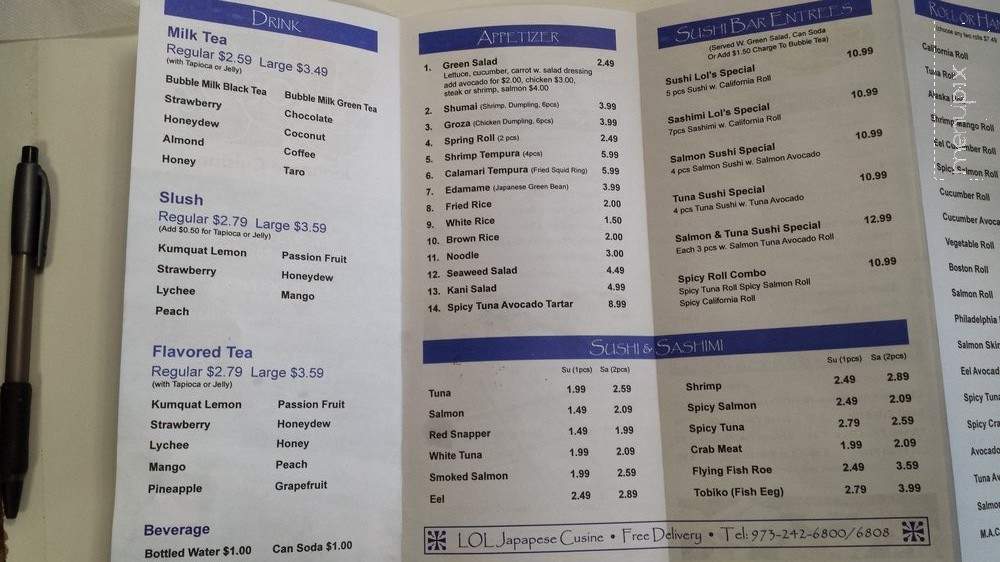 DRINK
Milk Tea
Regular $2.59 Large $3.49
(with Tapioca or Jelly)
Bubble Milk Black Tea Bubble Milk Green Tea
Strawberry Chocolate
Honeydew Coconut
Almond Coffee
Honey Taro
Slush
Regular $2.79 Large $3.59
(Add $0.50 for Tapioca or Jelly)
Kumquat Lemon Passion Fruit
Strawberry Honeydew
Lychee Mango
Peach
Flavored Tea
Regular $2.79 Large $3.59
(with Tapioca or Jelly)
Kumquat Lemon Passion Fruit
Strawberry Honeydew
Lychee Honey
Mango Peach
Pineapple Grapefruit
Beverage
Bottled Water $1.00 Can Soda $1.00
APPETIZER
1. Green Salad 2.49
Lettuce, cucumber, carrot w. salad dressing
add avocado for $2.00, chicken $3.00,
steak or shrimp, salmon $4.00
2. Shumai (Shrimp, Dumpling, 6pcs) 3.99
3. Groza (Chicken Dumpling, 6pcs) 3.99
4. Spring Roll (2 pcs) 2.49
5. Shrimp Tempura (4pcs) 5.99
6. Calamari Tempura (Fried Squid Ring) 5.99
7. Edamame (Japanese Green Bean) 3.99
8. Fried Rice 2.00
9. White Rice 1.50
10. Brown Rice 2.00
11. Noodle 3.00
12. Seaweed Salad 4.49
13. Kani Salad 4.99
14. Spicy Tuna Avocado Tartar 8.99
SUSHI BAR ENTREES
(Served W. Green Salad, Can Soda
Or Add $1.50 Charge To Bubble Tea)
Sushi Lol's Special 10.99
5 pcs Sushi w. California Roll
Sashimi Lol's Special 10.99
7pcs Sashimi w. California Roll
Salmon Sushi Special 10.99
4 pcs Salmon Sushi w. Salmon Avocado
Tuna Sushi Special 10.99
4 pcs Tuna Sushi w. Tuna Avocado
Salmon & Tuna Sushi Special 12.99
Each 3 pcs w. Salmon Tuna Avocado Roll
Spicy Roll Combo 10.99
Spicy Tuna Roll Spicy Salmon Roll
Spicy California Roll
SUSHI & SASHIMI
Su (1pcs) Sa (2pcs)
Tuna 1.99 2.59
Salmon 1.49 2.09
Red Snapper 1.49 1.99
White Tuna 1.99 2.09
Smoked Salmon 1.99 2.59
Eel 2.49 2.89
Su (1pcs) Sa (2pcs)
Shrimp 2.49 2.89
Spicy Salmon 2.49 2.09
Spicy Tuna 2.79 2.59
Crab Meat 1.99 2.09
Flying Fish Roe 2.49 3.59
Tobiko (Fish Eeg) 2.79 3.99
LOL Japapese Cusine • Free Delivery • Tel: 973-242-6800/6808
ROLL OR
California Roll
Tuna Roll
Alaska
Shrimp Mango Roll
Eel Cucumber Roll
Spicy Salmon Roll
Cucumber Roll
Cucumber
Vegetable Roll
Boston Roll
Salmon Roll
Philadelphia
Salmon
Eel
Spicy
Spicy
Tuna
M.A.C
menupix